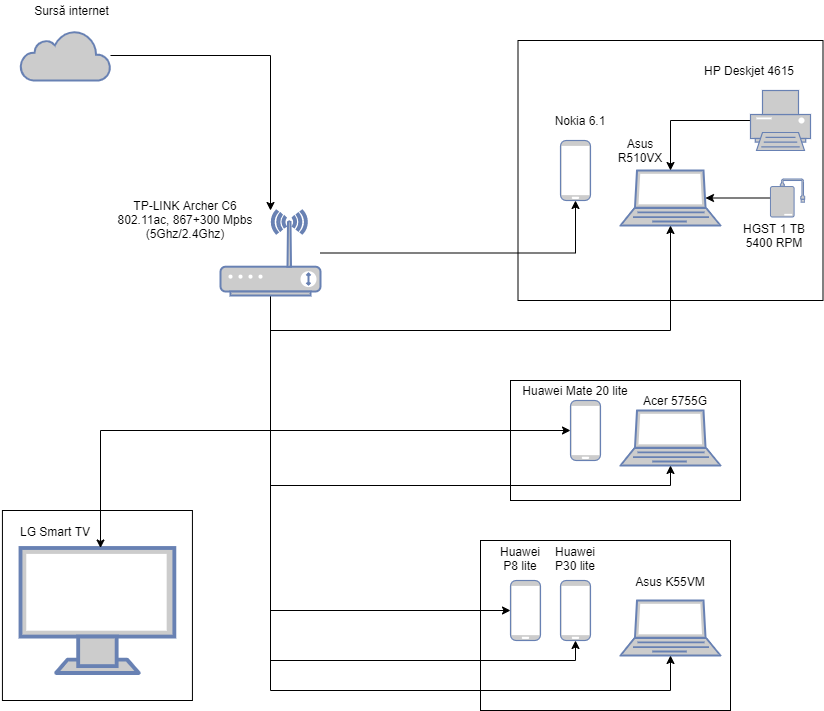 Sursă internet
TP-LINK Archer C6
802.11ac, 867+300 Mpbs
(5Ghz/2.4Ghz)
HP Deskjet 4615
Nokia 6.1
Asus
R510VX
HGST 1 TB
5400 RPM
Huawei Mate 20 lite
Acer 5755G
LG Smart TV
Huawei
P8 lite
Huawei
P30 lite
Asus K55VM